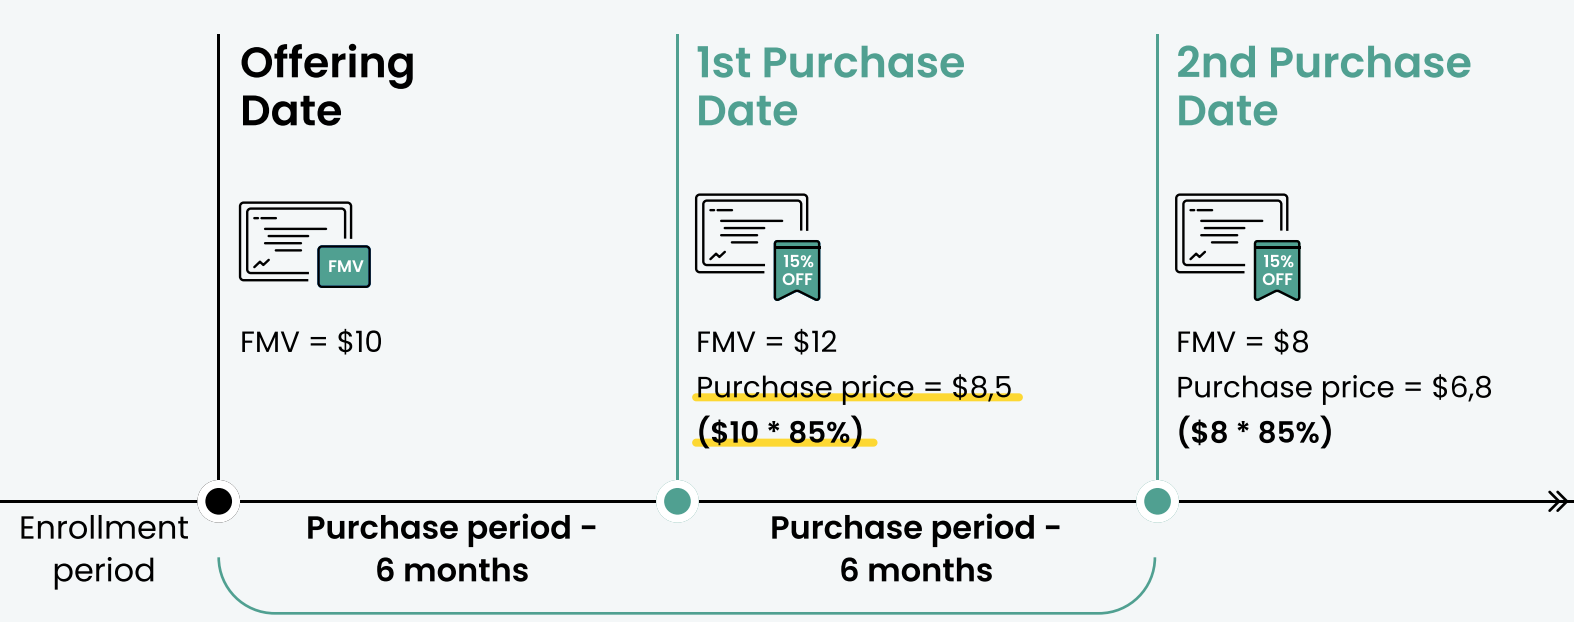 Offering
Date
FMV
FMV = $10
1st Purchase
Date
15%
OFF
FMV = $12
Purchase price = $8,5
($10 * 85%)
2nd Purchase
Date
15%
OFF
FMV = $8
Purchase price = $6,8
($8 * 85%)
Enrollment
period
Purchase period -
6 months
Purchase period -
6 months